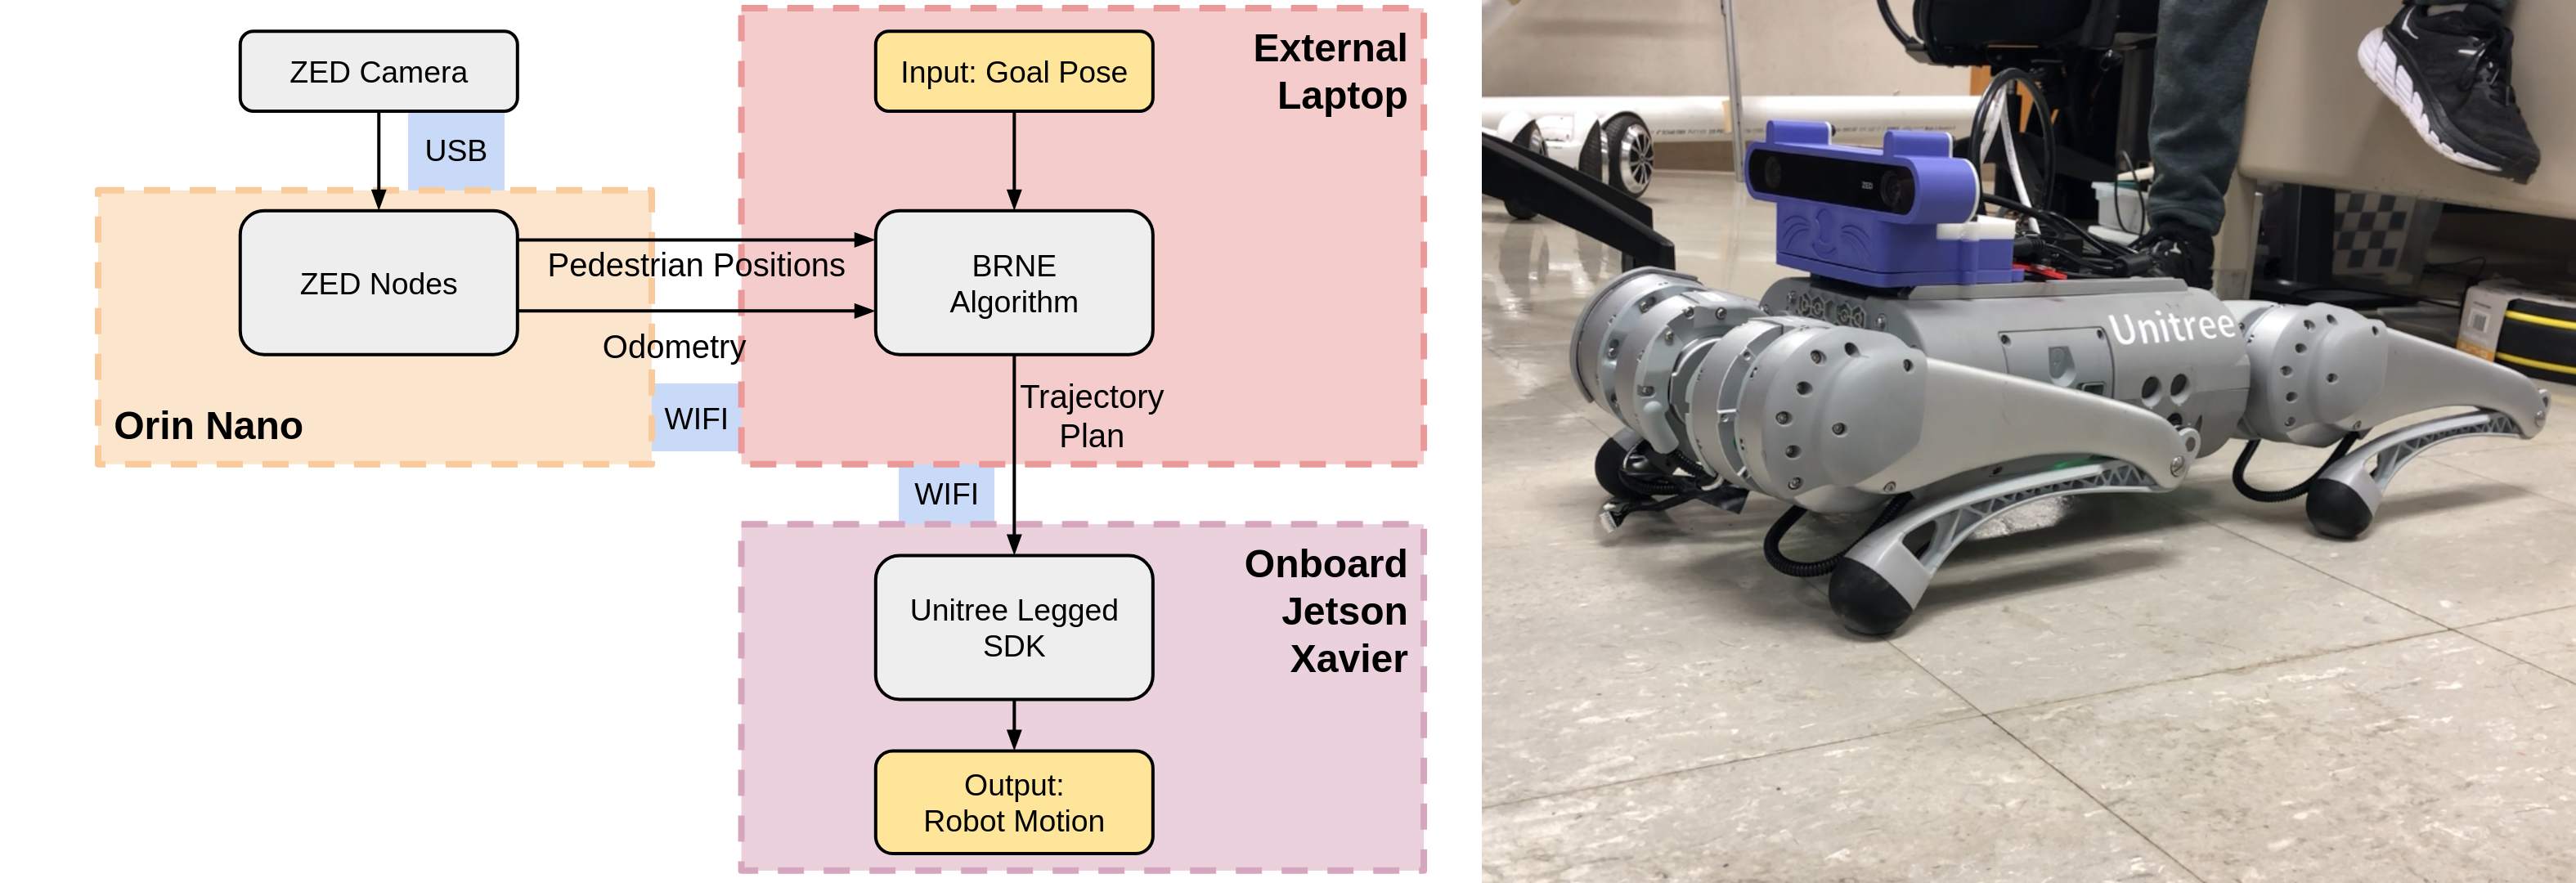 ZED Camera
USB
ZED Nodes
Orin Nano
Pedestrian Positions
Odometry
WIFI
External
Laptop
Input: Goal Pose
BRNE
Algorithm
Trajectory
Plan
WIFI
Onboard
Jetson
Xavier
Unitree Legged
SDK
Output:
Robot Motion
ZED
Unitree